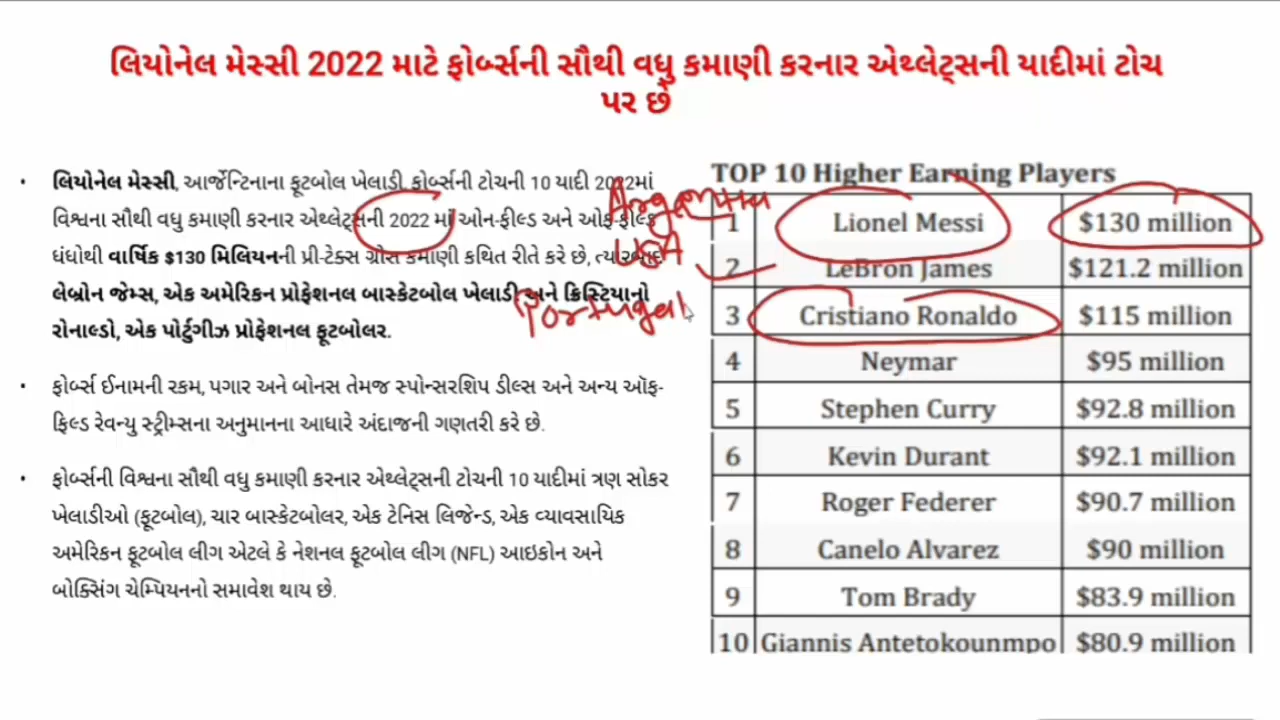 લિયોનેલ મેસ્સી 2022 માટે ફોર્બ્સની સૌથી વધુ કમાણી કરનાર એથ્લેટ્સની યાદીમાં ટોચ
પર છે
• લિયોનેલ મેસ્સી, આર્જેન્ટિનાના ફૂટબોલ ખેલાડી, ફોર્બ્સની ટોચની 10 યાદી 2022માં
વિશ્વના સૌથી વધુ કમાણી કરનાર એથ્લેટ્સની 2022 માં ઓન-ફીલ્ડ અને ઓફ-ફીલ્ડ
ધંધોથી વાર્ષિક $130 મિલિયનની પ્રી-ટેક્સ ગ્રોસ કમાણી કથિત રીતે કરે છે, ત્યારબાદ
લેબ્રોન જેમ્સ, એક અમેરિકન પ્રોફેશનલ બાસ્કેટબોલ ખેલાડી અને ક્રિસ્ટિયાનો
રોનાલ્ડો, એક પોર્ટુગીઝ પ્રોફેશનલ ફૂટબોલર.
• ફોર્બ્સ ઈનામની રકમ, પગાર અને બોનસ તેમજ સ્પોન્સરશિપ ડીલ્સ અને અન્ય ઑફ-
ફિલ્ડ રેવન્યુ સ્ટ્રીમ્સના અનુમાનના આધારે અંદાજની ગણતરી કરે છે.
• ફોર્બ્સની વિશ્વના સૌથી વધુ કમાણી કરનાર એથ્લેટ્સની ટોચની 10 યાદીમાં ત્રણ સોકર
ખેલાડીઓ (ફૂટબોલ), ચાર બાસ્કેટબોલર, એક ટેનિસ લિજેન્ડ, એક વ્યાવસાયિક
અમેરિકન ફૂટબોલ લીગ એટલે કે નેશનલ ફૂટબોલ લીગ (NFL) આઇકોન અને
બોક્સિંગ ચેમ્પિયનનો સમાવેશ થાય છે.
TOP 10 Higher Earning Players
1 Lionel Messi $130 million
2 LeBron James $121.2 million
3 Cristiano Ronaldo $115 million
4 Neymar $95 million
5 Stephen Curry $92.8 million
6 Kevin Durant $92.1 million
7 Roger Federer $90.7 million
8 Canelo Alvarez $90 million
9 Tom Brady $83.9 million
10 Giannis Antetokounmpo $80.9 million
USA
Portugal